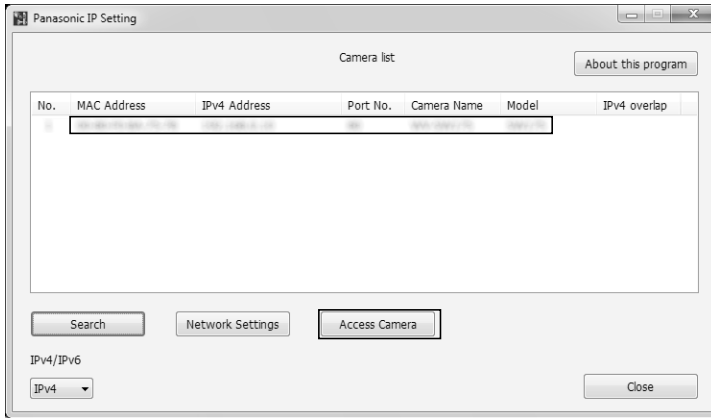 Panasonic IP Setting
Camera list
About this program
No. MAC Address IPv4 Address Port No. Camera Name Model IPv4 overlap
Search Network Settings Access Camera
IPv4/IPv6
IPv4
Close